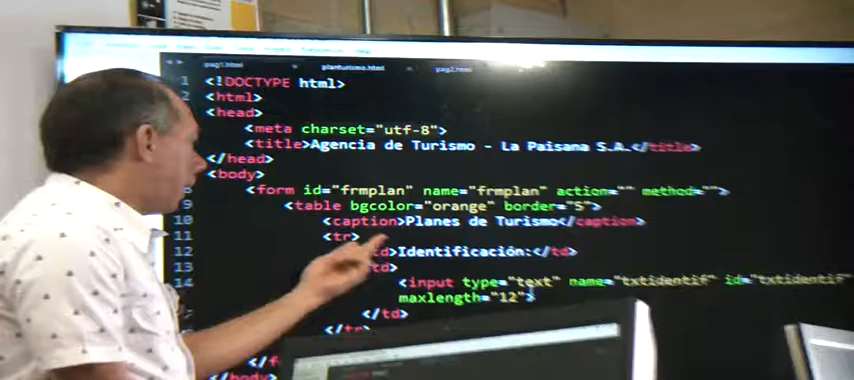 pag1.html planturismo.html pag2.html
1 <!DOCTYPE html>
2 <html>
3 <head>
4 <meta charset="utf-8">
5 <title>Agencia de Turismo - La Paisana S.A.</title>
6 </head>
7 <body>
8 <form id="frmplan" name="frmplan" action="" method="">
9 <table bgcolor="orange" border="5">
10 <caption>Planes de Turismo</caption>
11 <tr>
12 td>Identificación:</td>
13 td>
14 <input type="text" name="txtidentif" id="txtidentif"
maxlength="12">
</td>
</tr>
</f
</body>